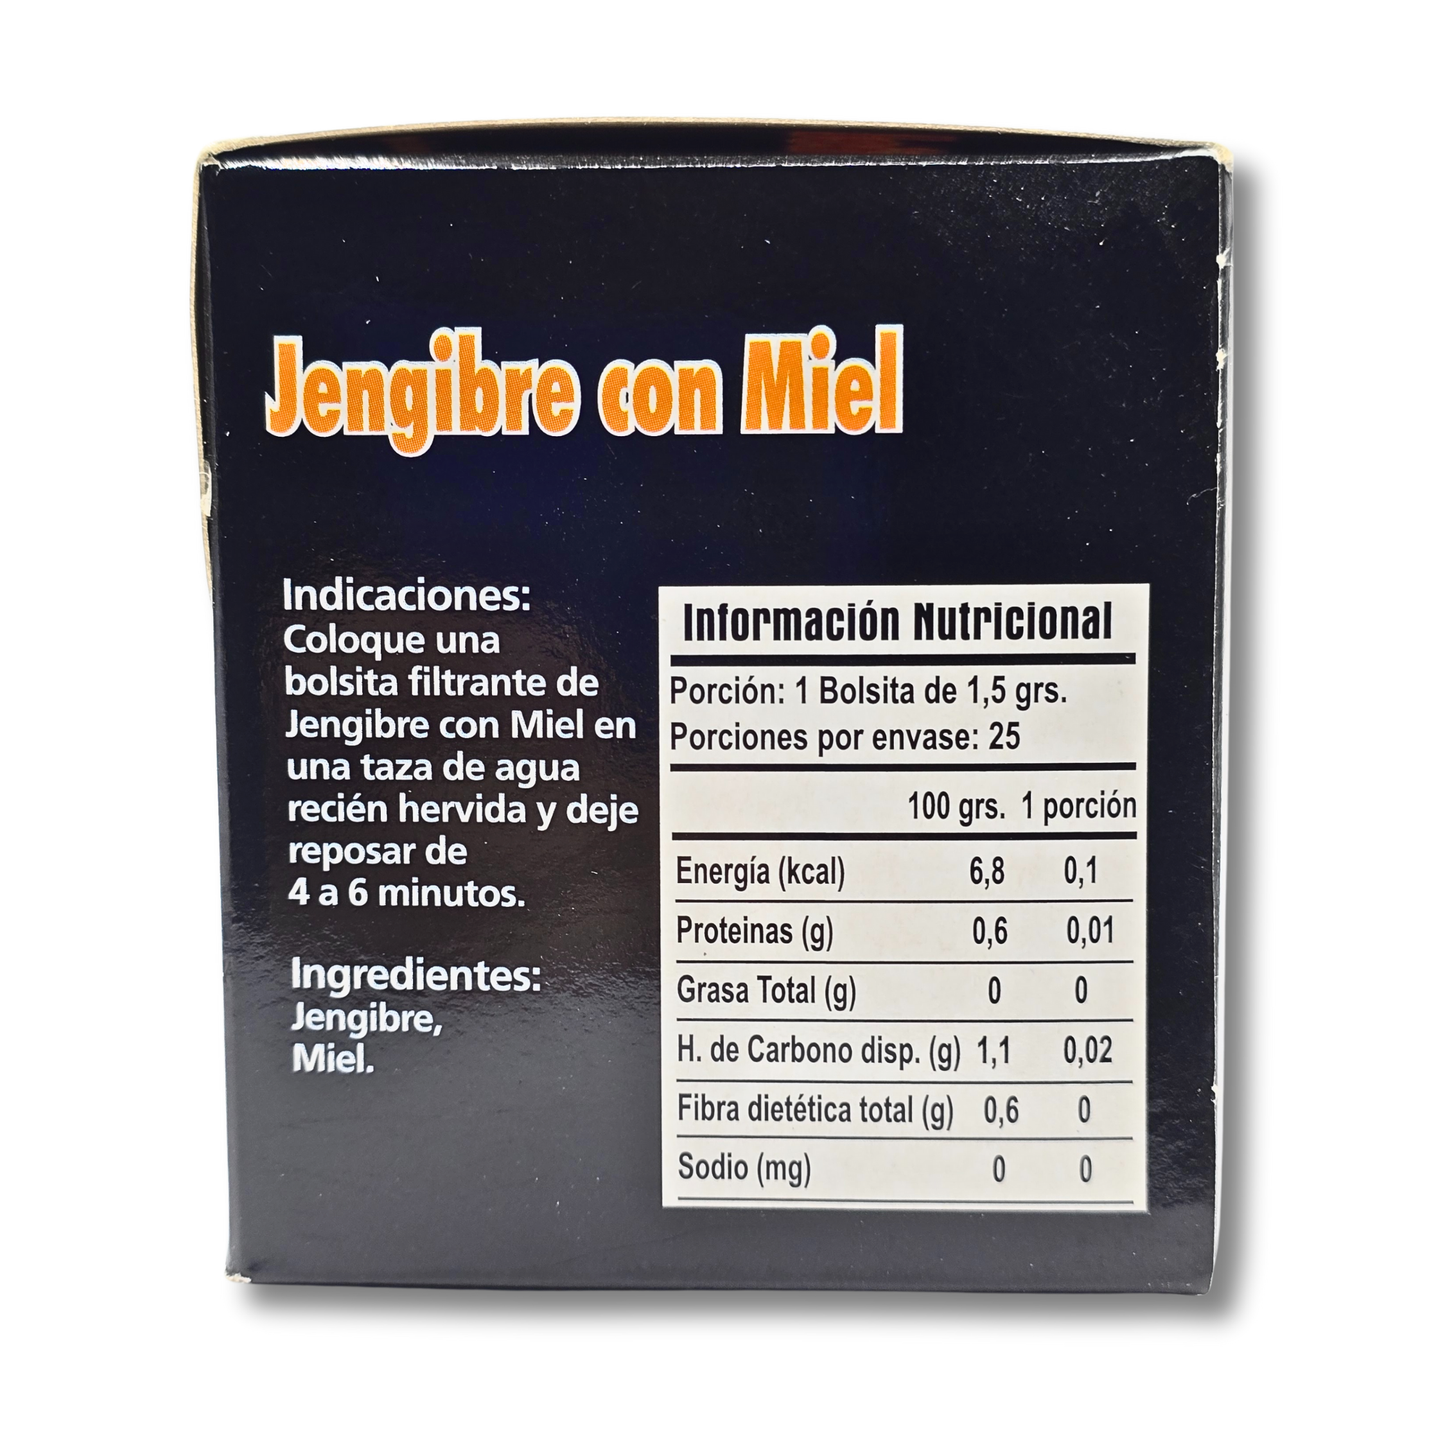 Jengibre con Miel
Indicaciones:
Coloque una
bolsita filtrante de
Jengibre con Miel en
una taza de agua
recién hervida y deje
reposar de
4 a 6 minutos.
Ingredientes:
Jengibre,
Miel.
Información Nutricional
Porción: 1 Bolsita de 1,5 grs.
Porciones por envase: 25
100 grs. 1 porción
Energía (kcal) 6,8 0,1
Proteinas (g) 0,6 0,01
Grasa Total (g) 0 0
H. de Carbono disp. (g) 1,1 0,02
Fibra dietética total (g) 0,6 0
Sodio (mg) 0 0